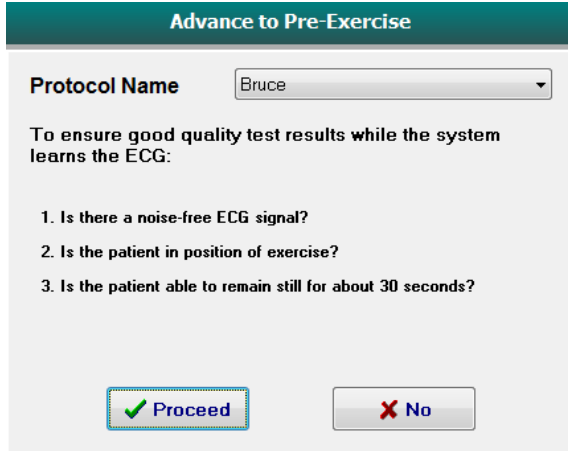 Advance to Pre-Exercise
Protocol Name Bruce
To ensure good quality test results while the system
learns the ECG:
1. Is there a noise-free ECG signal?
2. Is the patient in position of exercise?
3. Is the patient able to remain still for about 30 seconds?
Proceed No